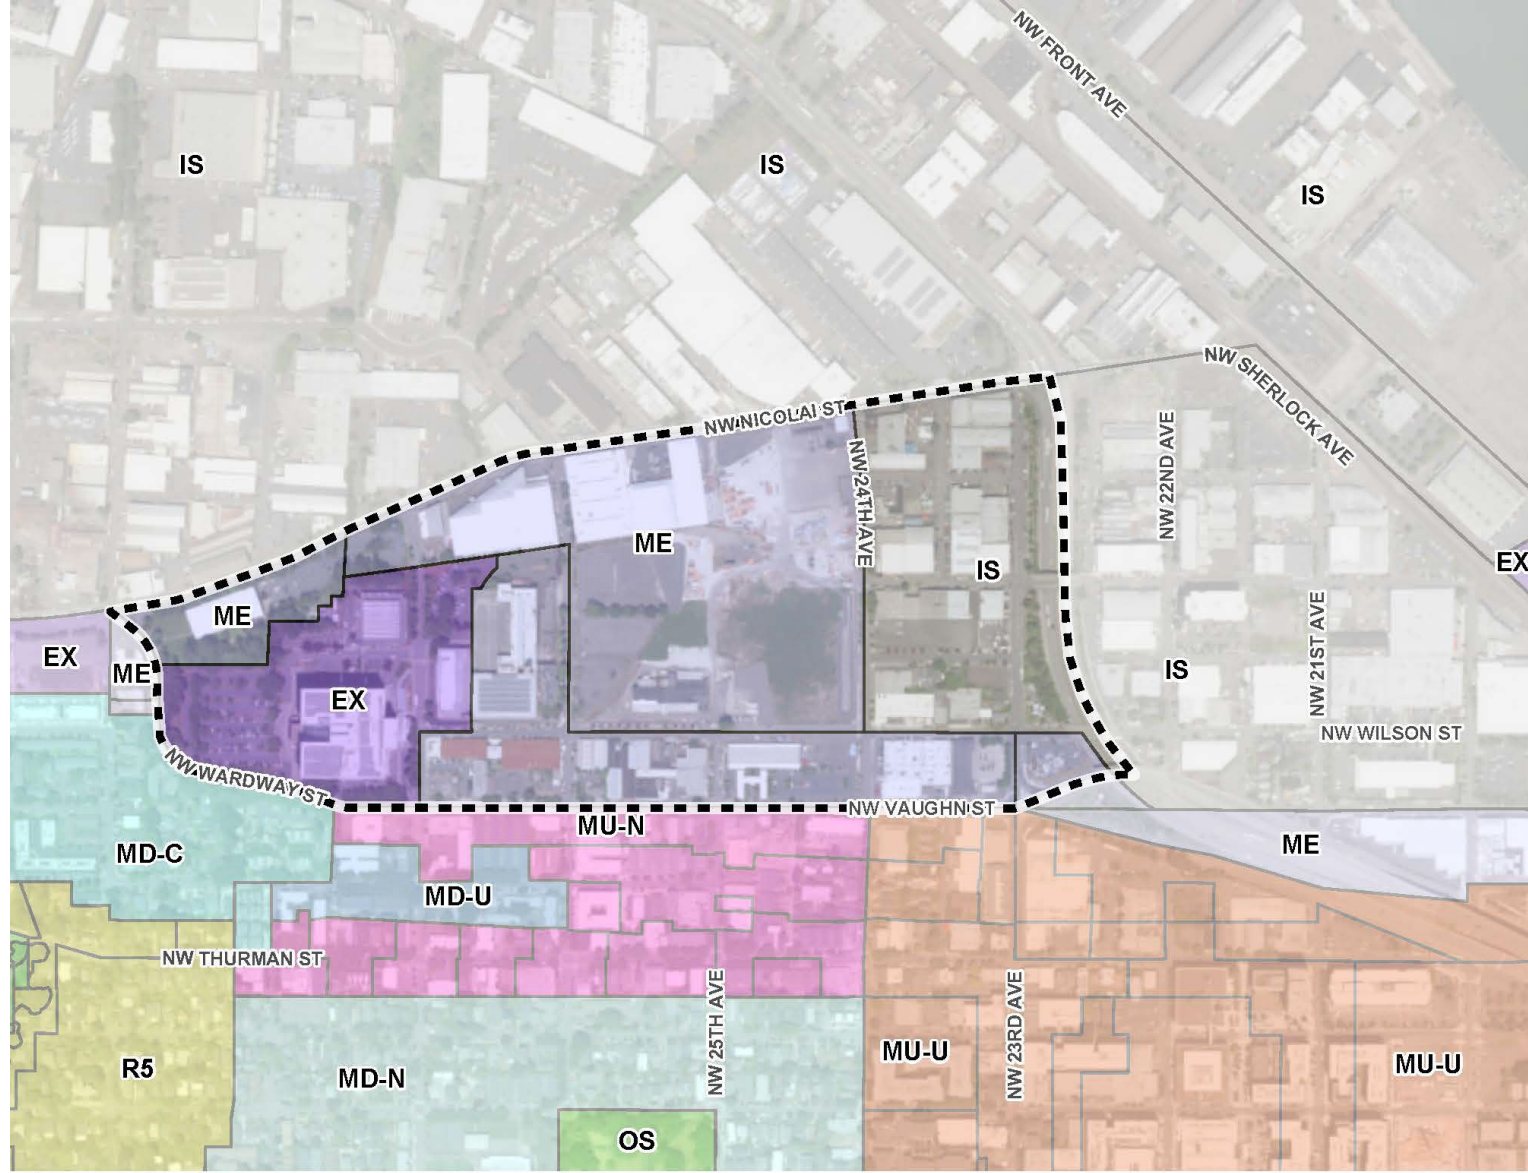 NW FRONT AVE
IS
IS
IS
NW SHERLOCK AVE
NW NICOLAI ST
NW 24TH AVE
NW 22ND AVE
ME
IS
EX
ME
NW 21ST AVE
EX
ME
IS
EX
NW WILSON ST
NW WARDWAY ST
NW VAUGHN ST
MU-N
ME
MD-C
MD-U
NW THURMAN ST
NW 25TH AVE
NW 23RD AVE
MU-U
MU-U
R5
MD-N
OS